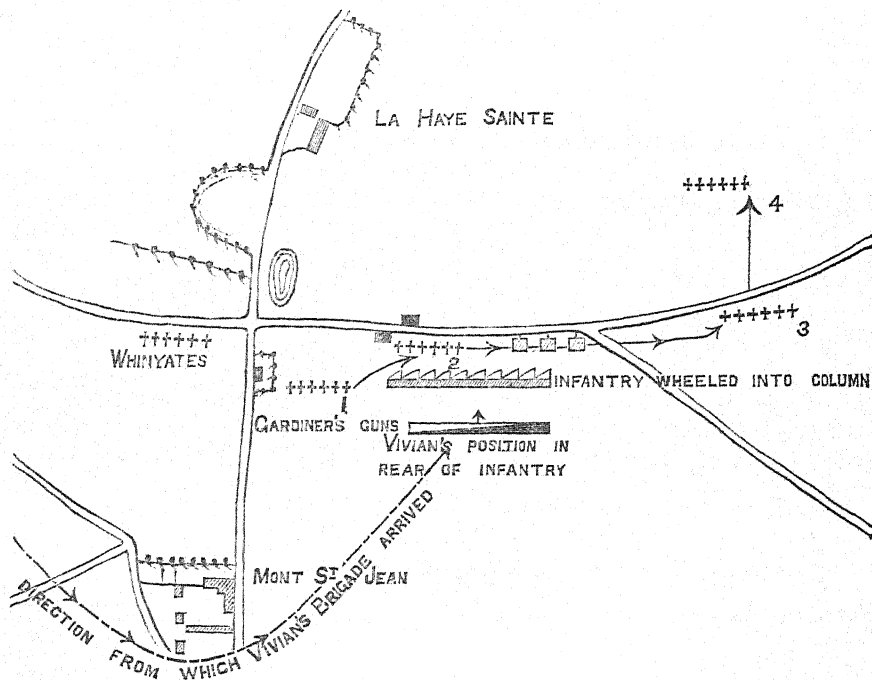 LA HAYE SAINTE
4
3
WHINYATES
2
INFANTRY WHEELED INTO COLUMN
1
GARDINER'S GUNS
VIVIAN'S POSITION IN
REAR OF INFANTRY
MONT ST JEAN
DIRECTION FROM WHICH VIVIAN'S BRIGADE ARRIVED